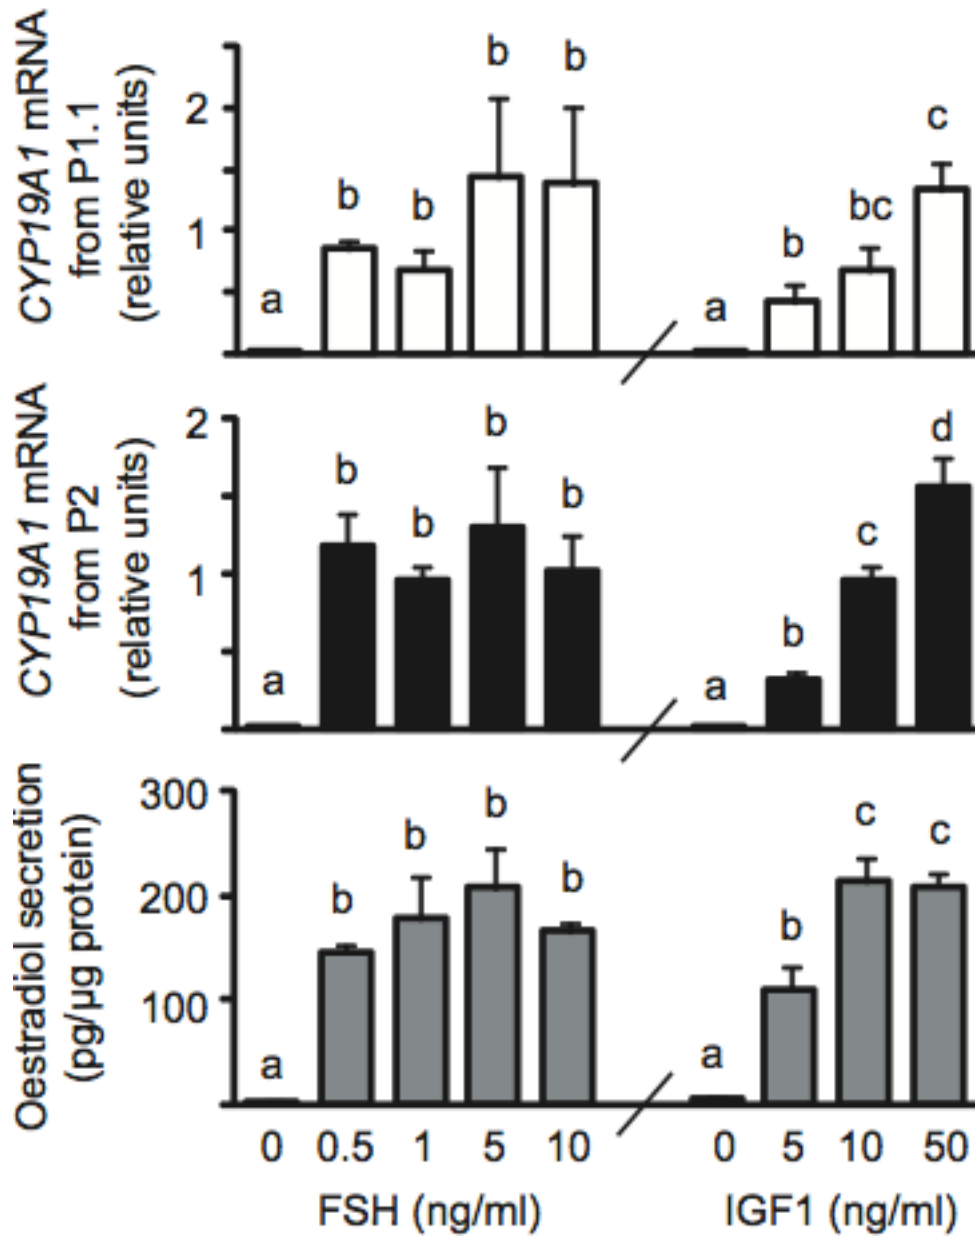 CYP19A1 mRNA
from P1.1
(relative units)
2
1
a
b
b
b
b
a
b
bc
c
CYP19A1 mRNA
from P2
(relative units)
2
1
a
b
b
b
b
a
b
c
d
Oestradiol secretion
(pg/µg protein)
300
200
100
a
b
b
b
b
a
b
c
c
0 0.5 1 5 10 0 5 10 50
FSH (ng/ml) IGF1 (ng/ml)